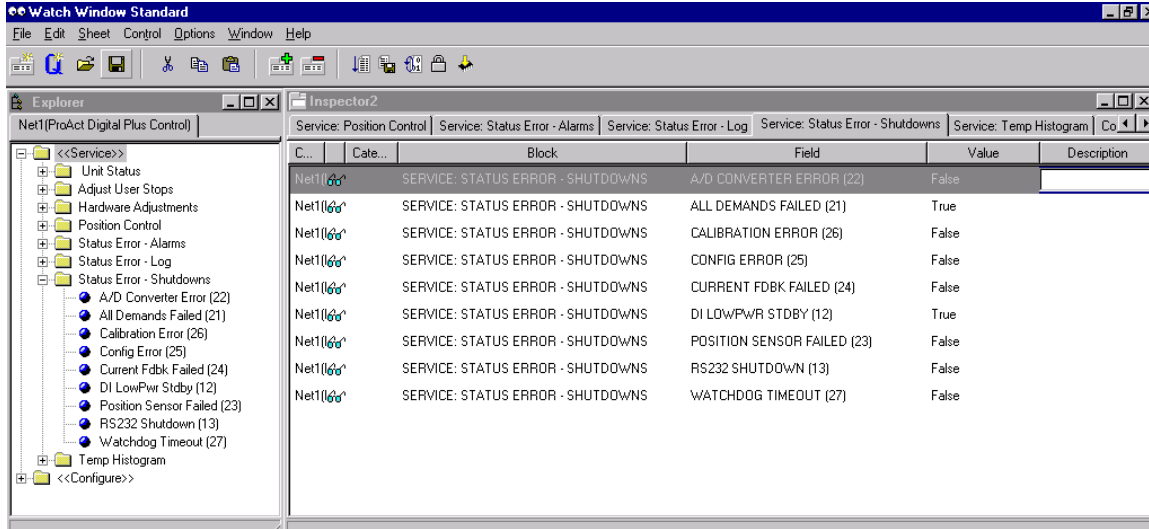 Watch Window Standard
File Edit Sheet Control Options Window Help
Explorer
Net1(ProAct Digital Plus Control)
<<Service>>
Unit Status
Adjust User Stops
Hardware Adjustments
Position Control
Status Error - Alarms
Status Error - Log
Status Error - Shutdowns
A/D Converter Error (22)
All Demands Failed (21)
Calibration Error (26)
Config Error (25)
Current Fdbk Failed (24)
DI LowPwr Stdby (12)
Position Sensor Failed (23)
RS232 Shutdown (13)
Watchdog Timeout (27)
Temp Histogram
<<Configure>>
Inspector2
Service: Position Control Service: Status Error - Alarms Service: Status Error - Log Service: Status Error - Shutdowns Service: Temp Histogram Co
C... Cate... Block Field Value Description
Net1( SERVICE: STATUS ERROR - SHUTDOWNS A/D CONVERTER ERROR (22) False
Net1( SERVICE: STATUS ERROR - SHUTDOWNS ALL DEMANDS FAILED (21) True
Net1( SERVICE: STATUS ERROR - SHUTDOWNS CALIBRATION ERROR (26) False
Net1( SERVICE: STATUS ERROR - SHUTDOWNS CONFIG ERROR (25) False
Net1( SERVICE: STATUS ERROR - SHUTDOWNS CURRENT FDBK FAILED (24) False
Net1( SERVICE: STATUS ERROR - SHUTDOWNS DI LOWPWR STDBY (12) True
Net1( SERVICE: STATUS ERROR - SHUTDOWNS POSITION SENSOR FAILED (23) False
Net1( SERVICE: STATUS ERROR - SHUTDOWNS RS232 SHUTDOWN (13) False
Net1( SERVICE: STATUS ERROR - SHUTDOWNS WATCHDOG TIMEOUT (27) False